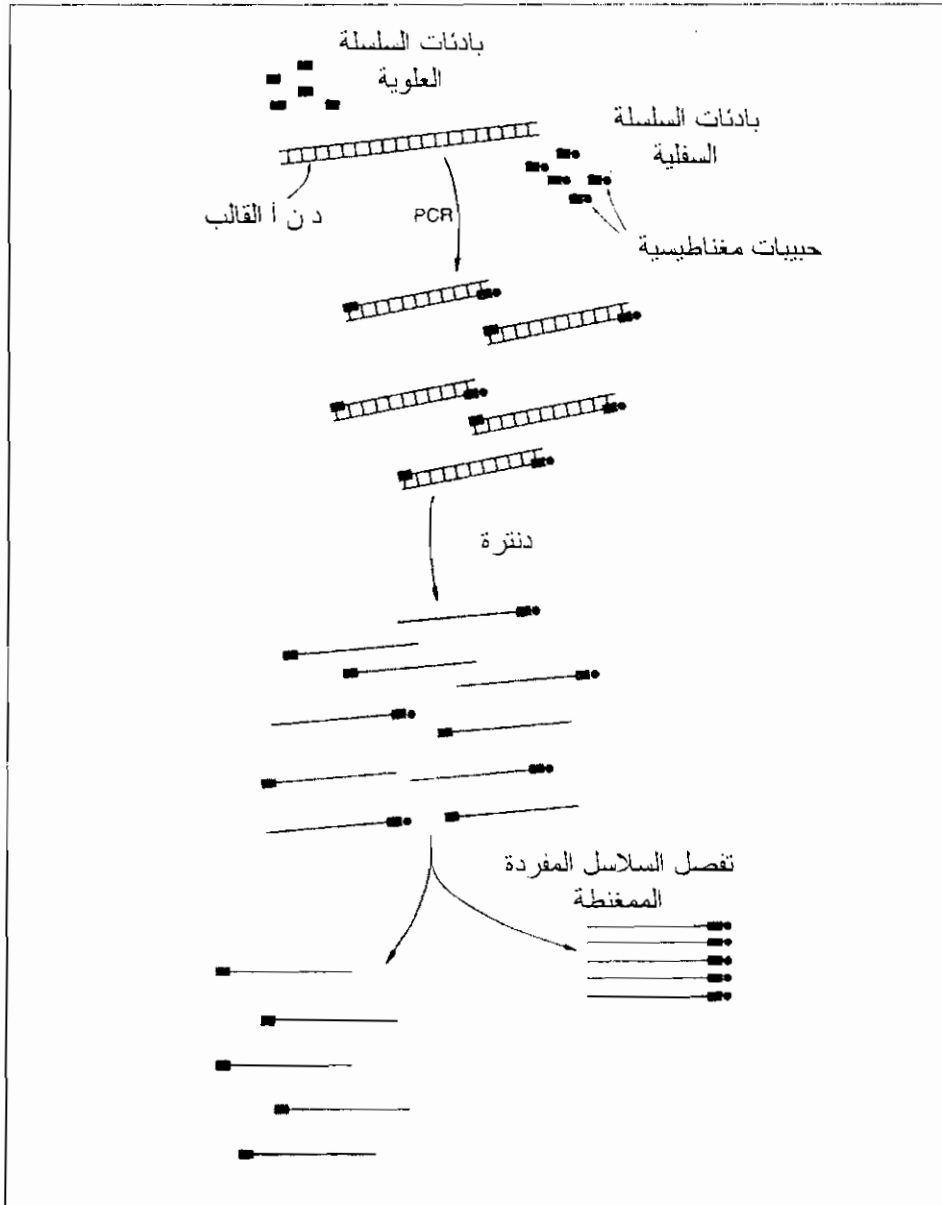 بادئات السلسلة
العلوية
بادئات السلسلة
السفلية
د ن أ القالب
PCR
حبيبات مغناطيسية
دنترة
تفصل السلاسل المفردة
الممغنطة